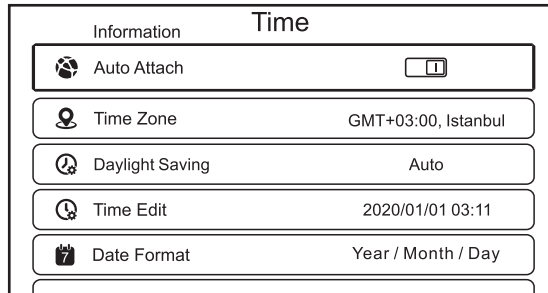 Time
Information
Auto Attach
Time Zone GMT+03:00, Istanbul
Daylight Saving Auto
Time Edit 2020/01/01 03:11
7 Date Format Year / Month / Day